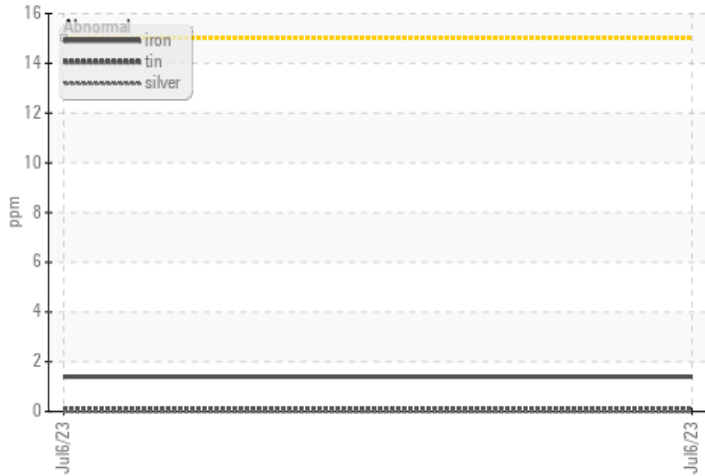 16
Abnormal
iron
tin
silver
14
12
10
8
6
4
2
0
ppm
Jul6/23
Jul6/23